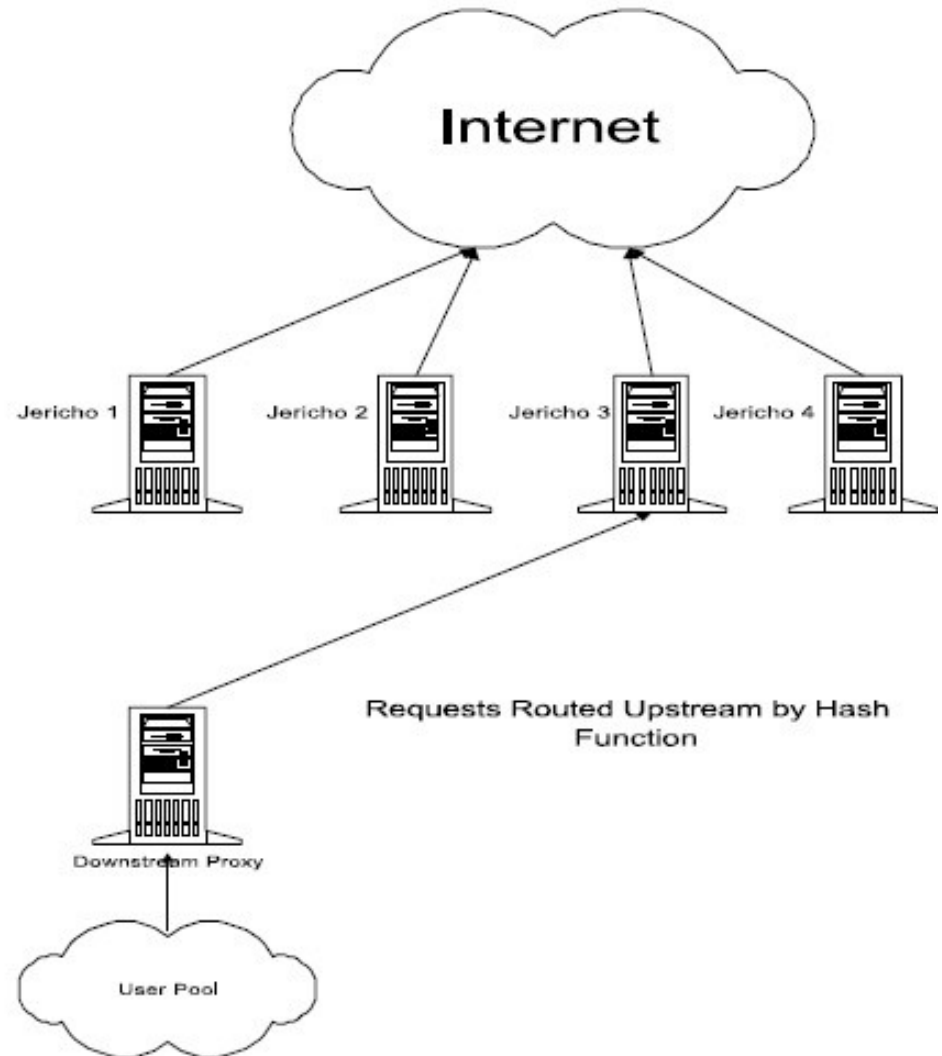 Internet
Jericho 1
Jericho 2
Jericho 3
Jericho 4
Requests Routed Upstream by Hash
Function
Downstream Proxy
User Pool